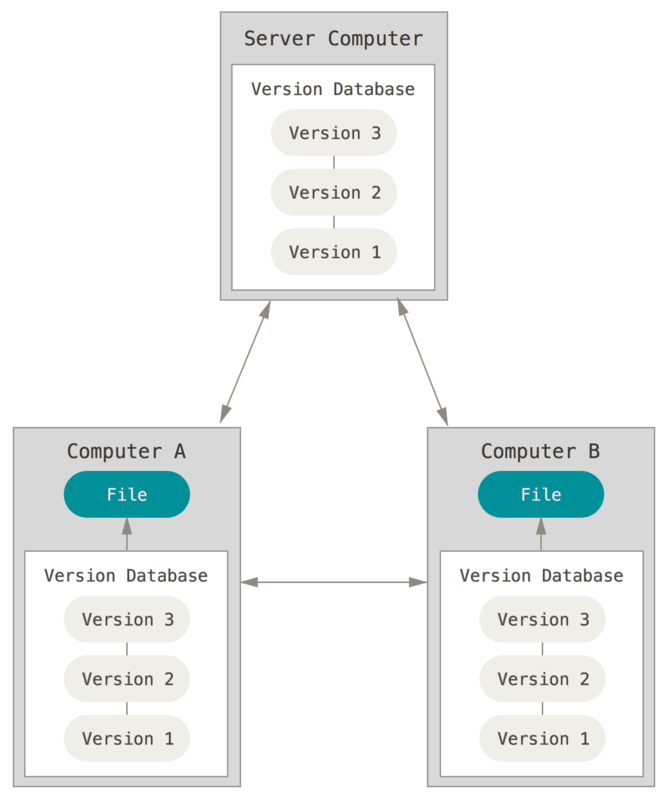 Server Computer
Version Database
Version 3
Version 2
Version 1
Computer A
File
Version Database
Version 3
Version 2
Version 1
Computer B
File
Version Database
Version 3
Version 2
Version 1